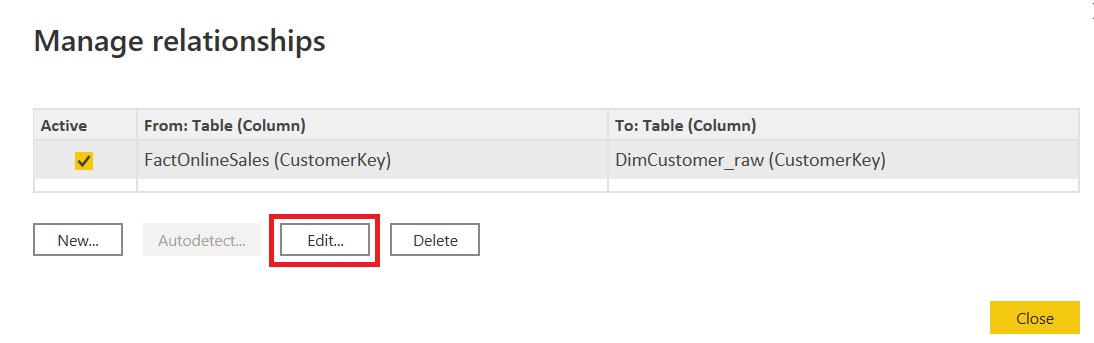 Manage relationships
Active From: Table (Column) To: Table (Column)
FactOnlineSales (CustomerKey) DimCustomer_raw (CustomerKey)
New... Autodetect... Edit... Delete
Close